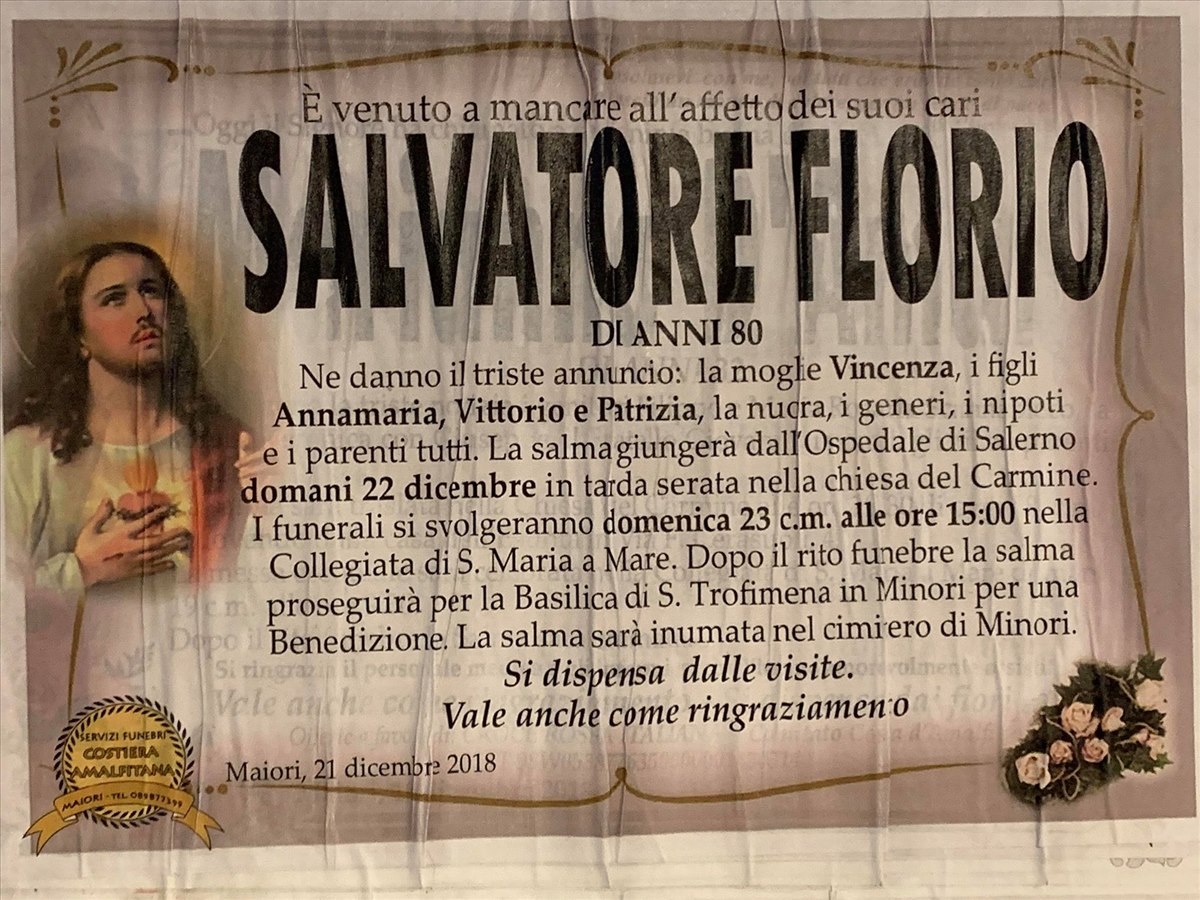 È venuto a mancare all'affetto dei suoi cari
SALVATORE FLORIO
DI ANNI 80
Ne danno il triste annuncio: la moglie Vincenza, i figli
Annamaria, Vittorio e Patrizia, la nuora, i generi, i nipoti
e i parenti tutti. La salma giungerà dall'Ospedale di Salerno
domani 22 dicembre in tarda serata nella chiesa del Carmine.
I funerali si svolgeranno domenica 23 c.m. alle ore 15:00 nella
Collegiata di S. Maria a Mare. Dopo il rito funebre la salma
proseguirà per la Basilica di S. Trofimena in Minori per una
Benedizione. La salma sarà inumata nel cimitero di Minori.
Si dispensa dalle visite.
Vale anche come ringraziamento
Maiori, 21 dicembre 2018
SERVIZI FUNEBRI
COSTIERA
AMALFITANA
MAIORI - TEL. 089877399